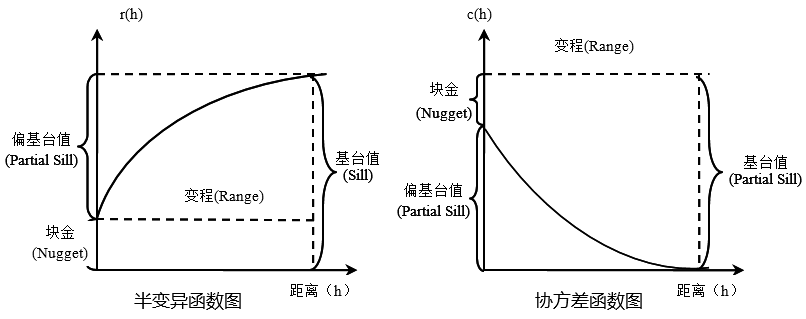 r(h)
偏基台值
(Partial Sill)
块金
(Nugget)
变程(Range)
基台值
(Sill)
距离（h）
半变异函数图
c(h)
变程(Range)
块金
(Nugget)
偏基台值
(Partial Sill)
基台值
(Partial Sill)
距离（h）
协方差函数图